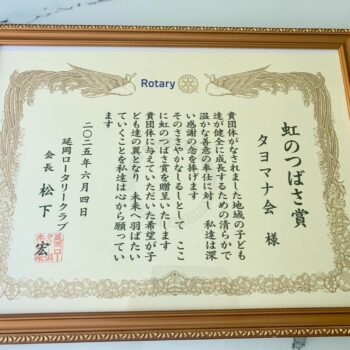 Rotary
虹のつばさ賞
タヨマナ会 様
貴団体がなされました地域の子ども
達が健全に成長するための清らかで
温かな善意の奉仕に対し 私達は深
い感謝の念を捧げます
そのささやかなしるしとして ここ
に虹のつばさ賞を贈呈いたします
貴団体に与えていただいた希望が子
ども達の翼となり 未来へ羽ばたい
ていくことを私達は心から願ってい
ます
二〇二五年六月四日
延岡ロータリークラブ
会長 松下 宏